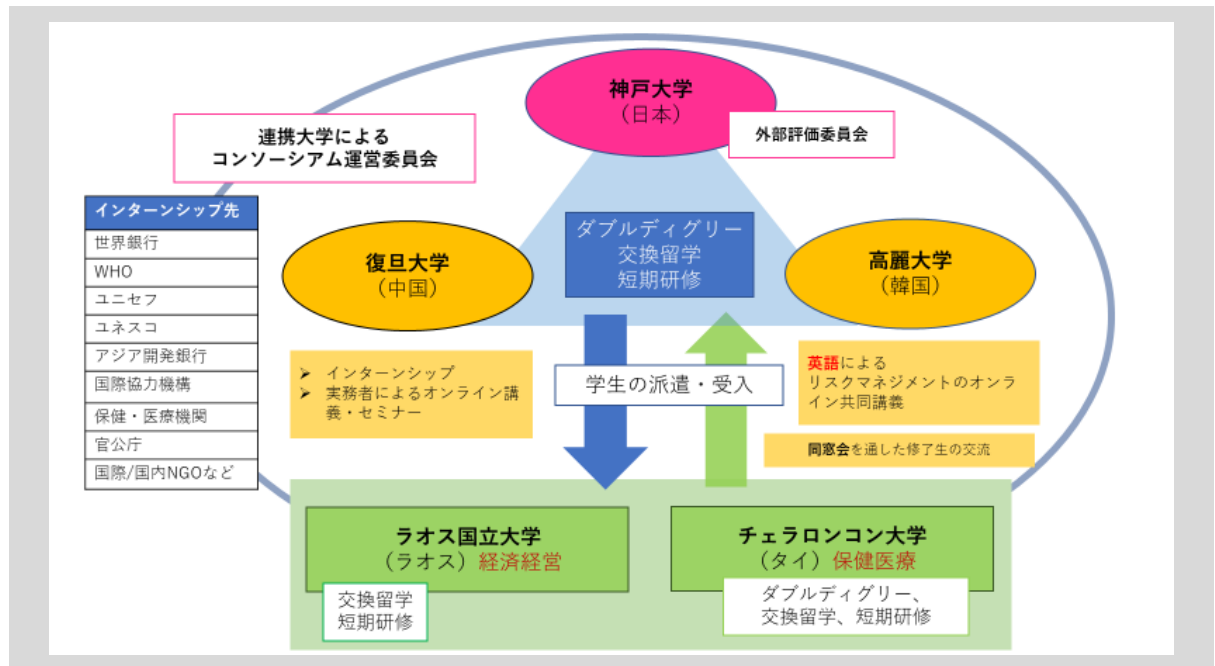 神戸大学
（日本）
外部評価委員会
連携大学による
コンソーシアム運営委員会
インターンシップ先
世界銀行
WHO
ユニセフ
ユネスコ
アジア開発銀行
国際協力機構
保健・医療機関
官公庁
国際/国内NGOなど
復旦大学
（中国）
ダブルディグリー
交換留学
短期研修
高麗大学
（韓国）
➢ インターンシップ
➢ 実務者によるオンライン講
義・セミナー
学生の派遣・受入
英語による
リスクマネジメントのオンラ
イン共同講義
同窓会を通した修了生の交流
ラオス国立大学
（ラオス）経済経営
交換留学
短期研修
チェラロンコン大学
（タイ）保健医療
ダブルディグリー、
交換留学、短期研修